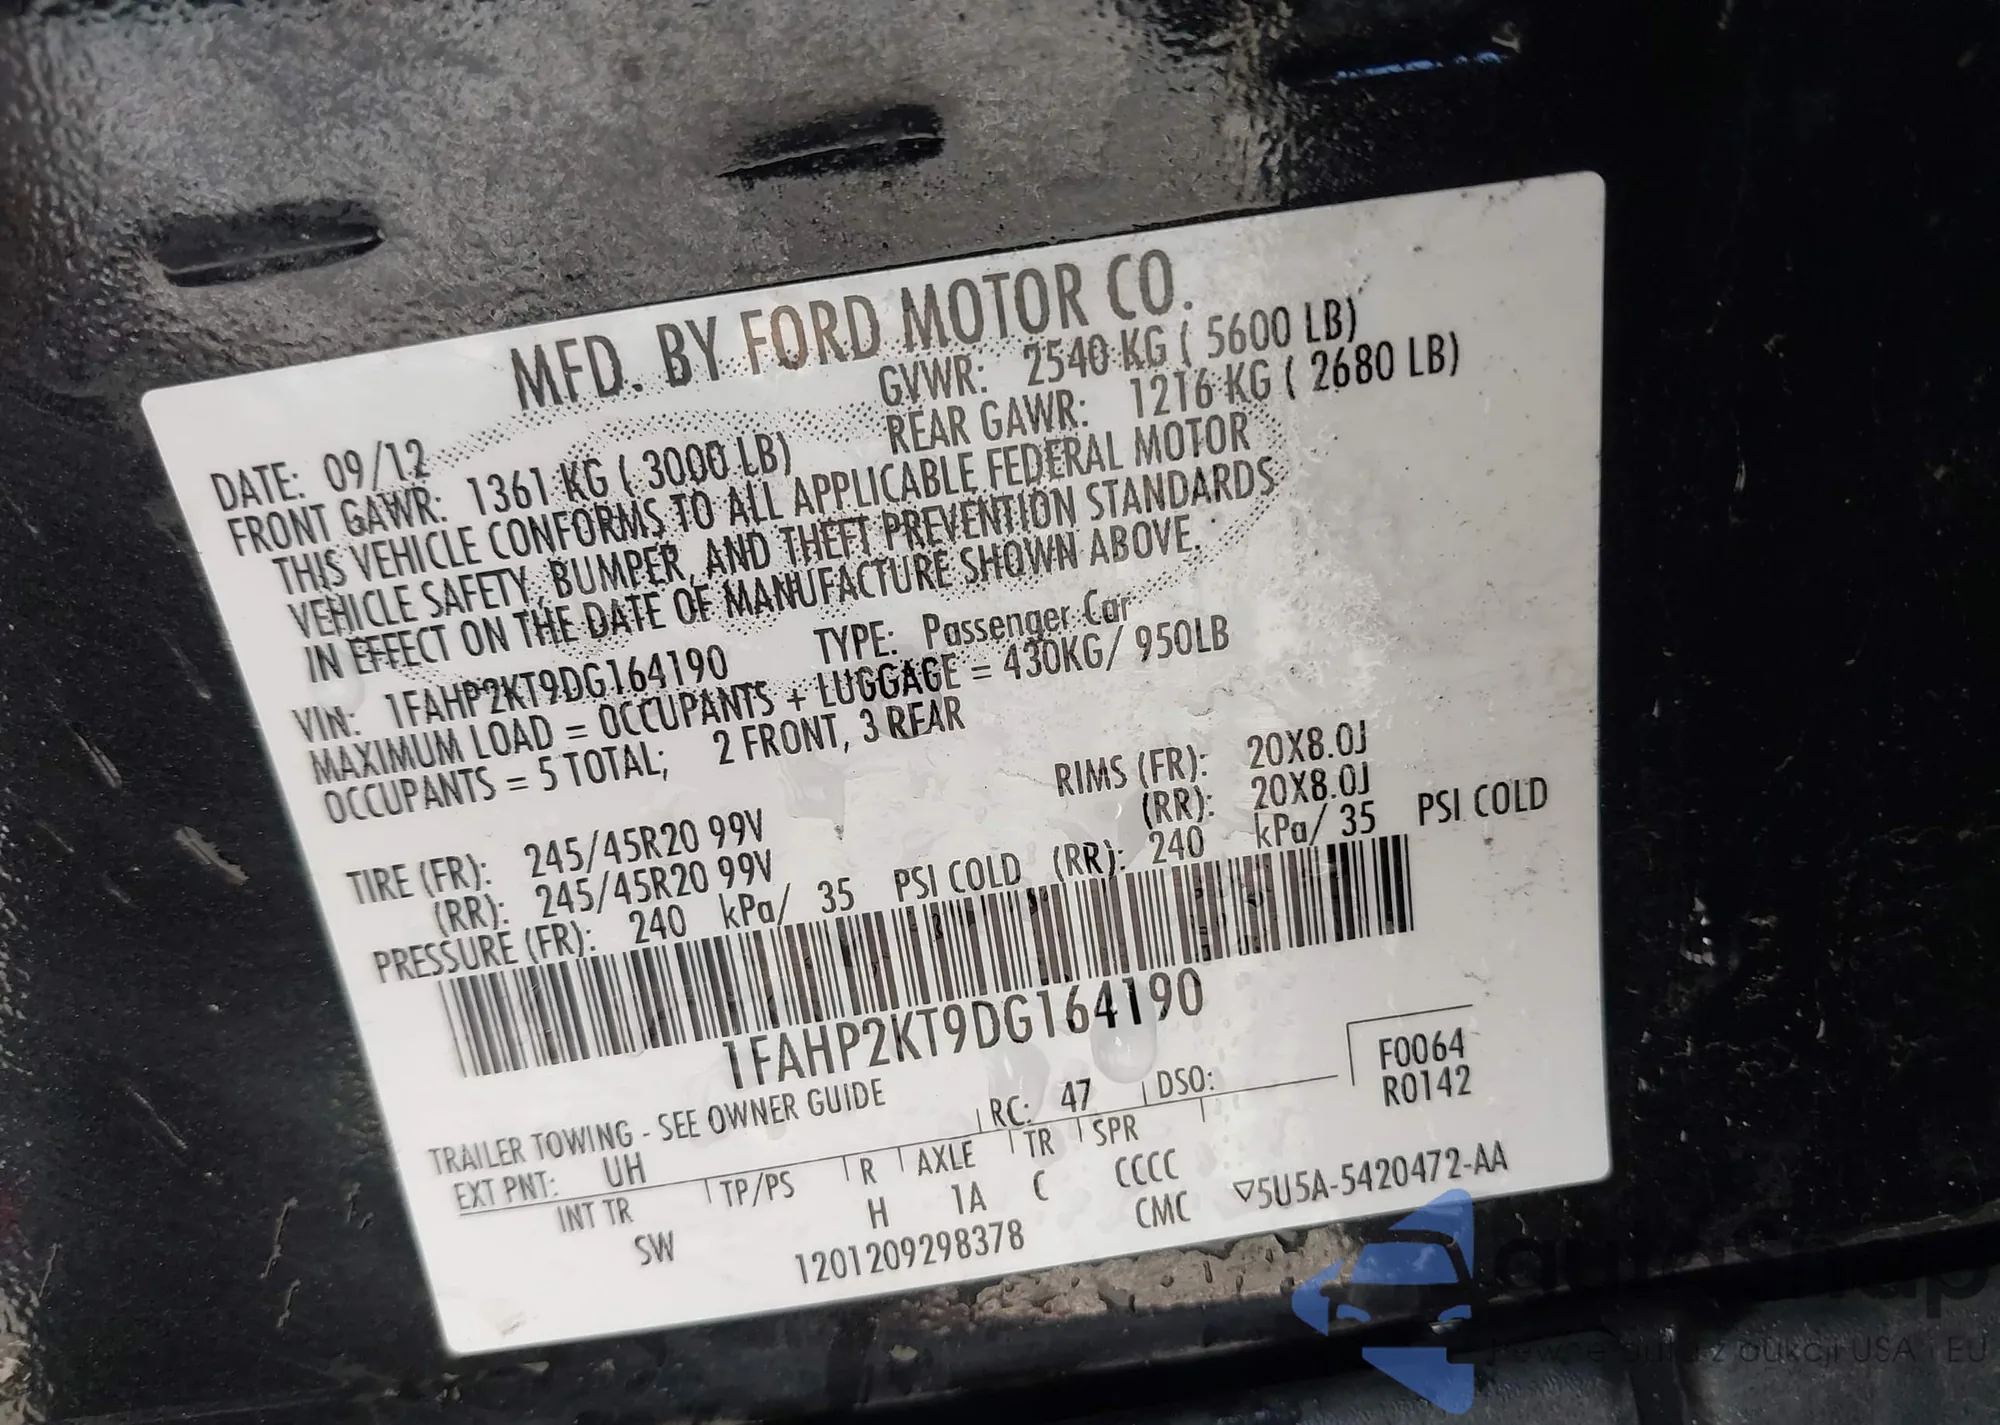 MFD. BY FORD MOTOR CO.
DATE: 09/12 GVWR: 2540 KG ( 5600 LB)
FRONT GAWR: 1361 KG ( 3000 LB) REAR GAWR: 1216 KG ( 2680 LB)
THIS VEHICLE CONFORMS TO ALL APPLICABLE FEDERAL MOTOR
VEHICLE SAFETY, BUMPER, AND THEFT PREVENTION STANDARDS
IN EFFECT ON THE DATE OF MANUFACTURE SHOWN ABOVE.
VIN: 1FAHP2KT9DG164190 TYPE: Passenger Car
MAXIMUM LOAD = OCCUPANTS + LUGGAGE = 430KG/ 950LB
OCCUPANTS = 5 TOTAL; 2 FRONT, 3 REAR
TIRE (FR): 245/45R20 99V RIMS (FR): 20X8.0J
(RR): 245/45R20 99V (RR): 20X8.0J
PRESSURE (FR): 240 kPa/ 35 PSI COLD (RR): 240 kPa/ 35 PSI COLD
1FAHP2KT9DG164190
TRAILER TOWING - SEE OWNER GUIDE
F0064
R0142
EXT PNT: UH RC: 47 DSO:
INT TR TP/PS R AXLE TR SPR
SW H 1A C CCCC
1201209298378 CMC ▽5U5A-5420472-AA
autoSnap
pewne auta z aukcji USA i EU